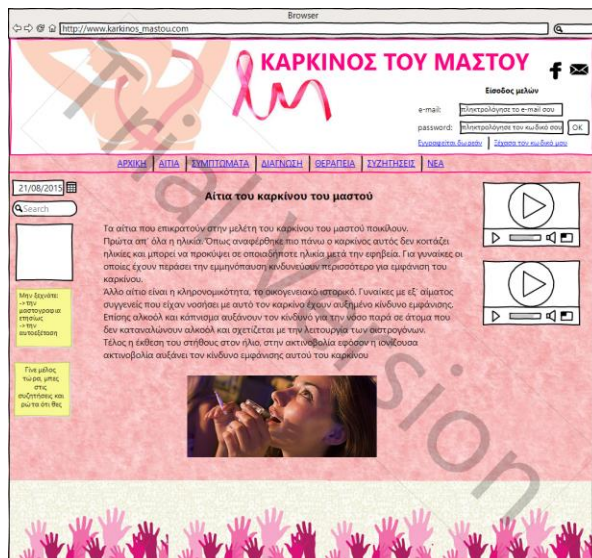 Browser
http://www.karkinos_mastou.com
ΚΑΡΚΙΝΟΣ ΤΟΥ ΜΑΣΤΟΥ
Είσοδος μελών
e-mail: πληκτρολόγησε το e-mail σου
password: πληκτρολόγησε τον κωδικό σου OK
Εγγραφείται δωρεάν Ξέχασα τον κωδικό μου
ΑΡΧΙΚΗ ΑΙΤΙΑ ΣΥΜΠΤΩΜΑΤΑ ΔΙΑΓΝΩΣΗ ΘΕΡΑΠΕΙΑ ΣΥΖΗΤΗΣΕΙΣ ΝΕΑ
21/08/2015
Search
Αίτια του καρκίνου του μαστού
Τα αίτια που επικρατούν στην μελέτη του καρκίνου του μαστού ποικίλουν.
Πρώτα απ΄ όλα η ηλικία. Όπως αναφέρθηκε πιο πάνω ο καρκίνος αυτός δεν κοιτάζει
ηλικίες και μπορεί να προκύψει σε οποιαδήποτε ηλικία μετά την εφηβεία. Για γυναίκες οι
οποίες έχουν περάσει την εμμηνόπαυση κινδυνεύουν περισσότερο για εμφάνιση του
καρκίνου.
Άλλο αίτιο είναι η κληρονομικότητα, το οικογενειακό ιστορικό. Γυναίκες με εξ΄ αίματος
συγγενείς που είχαν νοσήσει με αυτό τον καρκίνο έχουν αυξημένο κίνδυνο εμφάνισης.
Επίσης αλκοόλ και κάπνισμα αυξάνουν τον κίνδυνο για την νόσο παρά σε άτομα που
δεν καταναλώνουν αλκοόλ και σχετίζεται με την λειτουργία των οιστρογόνων.
Τέλος η έκθεση του στήθους στον ήλιο, στην ακτινοβολία εφόσον η ιονίζουσα
ακτινοβολία αυξάνει τον κίνδυνο εμφάνισης αυτού του καρκίνου
Μην ξεχνάτε:
->την
μαστογραφία
ετησίως
->την
αυτοεξέταση
Γίνε μέλος
τώρα, μπες
στις
συζητήσεις και
ρώτα ότι θες
Trial Version